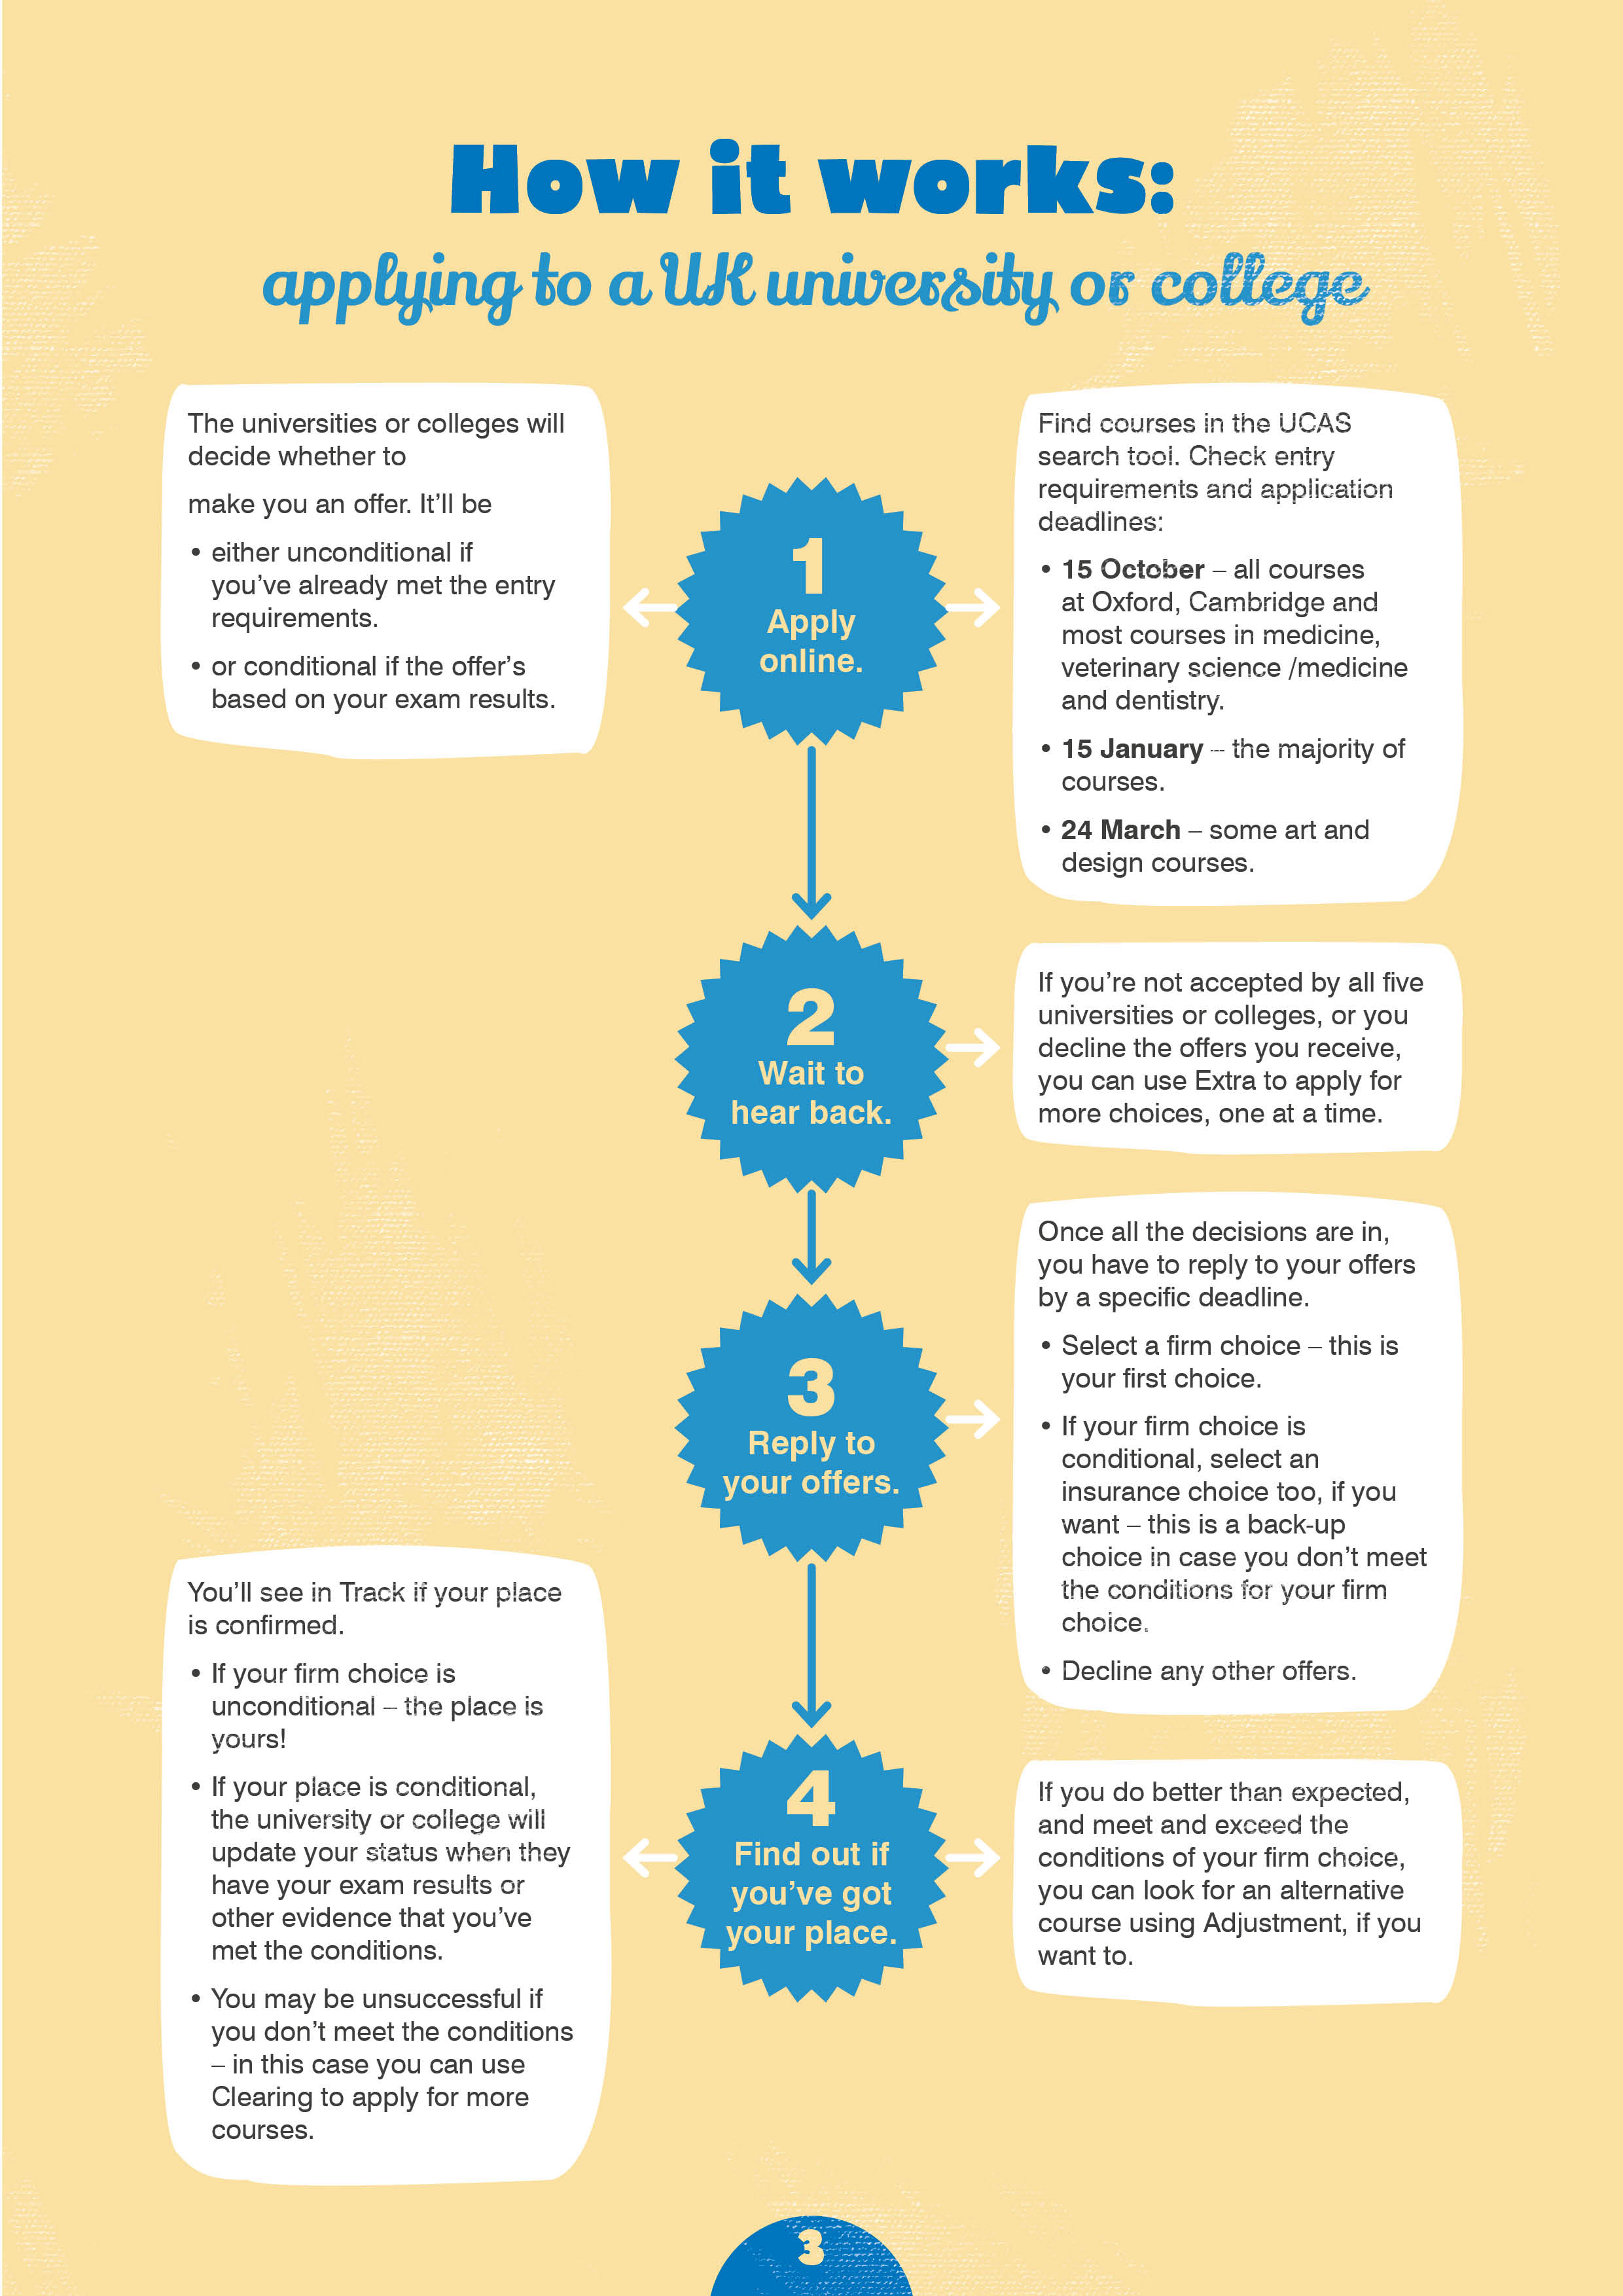 How it works:
applying to a UK university or college
The universities or colleges will
decide whether to
make you an offer. It’ll be
• either unconditional if
you’ve already met the entry
requirements.
• or conditional if the offer’s
based on your exam results.
1
Apply
online.
Find courses in the UCAS
search tool. Check entry
requirements and application
deadlines:
• 15 October – all courses
at Oxford, Cambridge and
most courses in medicine,
veterinary science /medicine
and dentistry.
• 15 January -- the majority of
courses.
• 24 March – some art and
design courses.
2
Wait to
hear back.
If you’re not accepted by all five
universities or colleges, or you
decline the offers you receive,
you can use Extra to apply for
more choices, one at a time.
3
Reply to
your offers.
Once all the decisions are in,
you have to reply to your offers
by a specific deadline.
• Select a firm choice – this is
your first choice.
• If your firm choice is
conditional, select an
insurance choice too, if you
want – this is a back-up
choice in case you don’t meet
the conditions for your firm
choice.
• Decline any other offers.
You’ll see in Track if your place
is confirmed.
• If your firm choice is
unconditional – the place is
yours!
• If your place is conditional,
the university or college will
update your status when they
have your exam results or
other evidence that you’ve
met the conditions.
• You may be unsuccessful if
you don’t meet the conditions
– in this case you can use
Clearing to apply for more
courses.
4
Find out if
you’ve got
your place.
If you do better than expected,
and meet and exceed the
conditions of your firm choice,
you can look for an alternative
course using Adjustment, if you
want to.
3